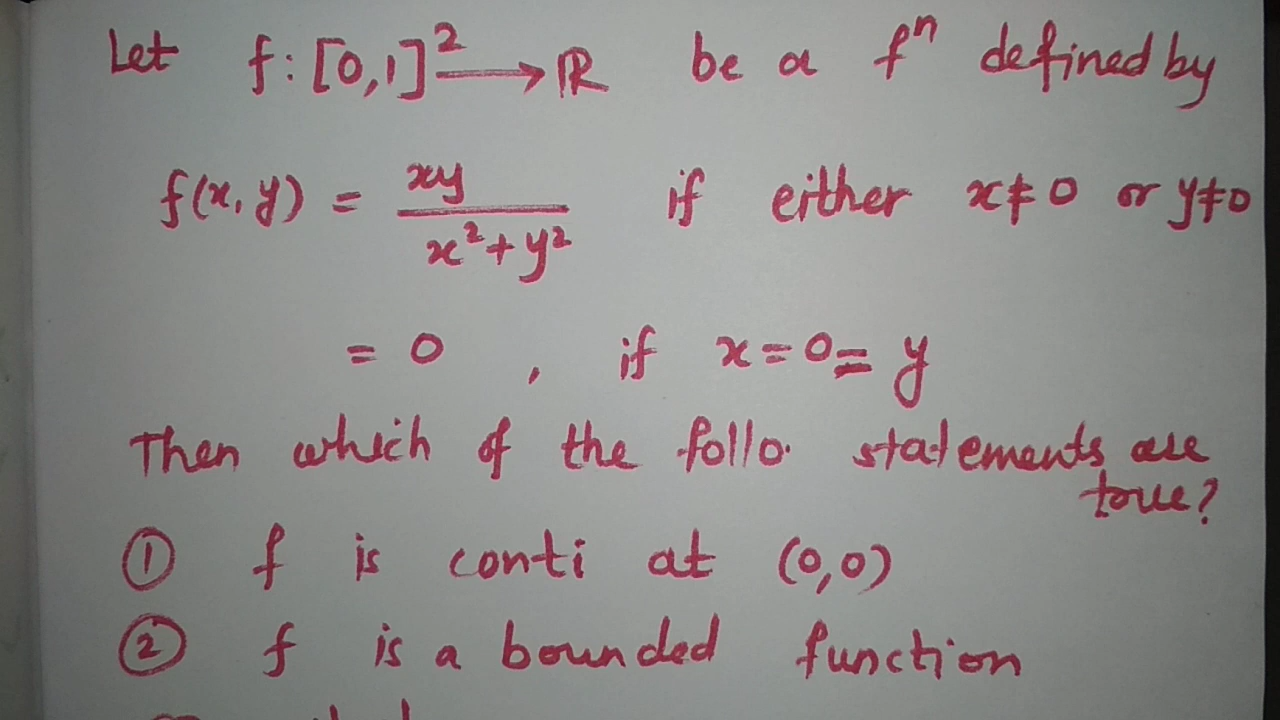 Let f: [0,1]² → ℝ be a fⁿ defined by
f(x, y) = xy / x² + y² if either x ≠ 0 or y ≠ 0
= 0 , if x = 0 = y
Then which of the follo. statements are
true?
① f is conti at (0,0)
② f is a bounded function